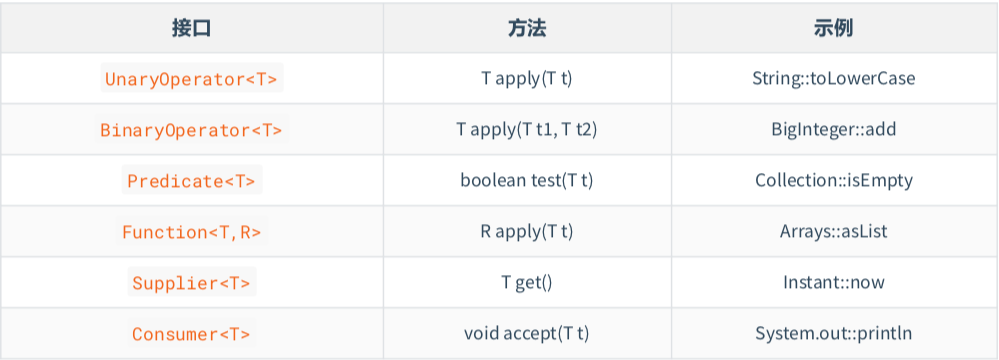 接口 方法 示例
UnaryOperator<T> T apply(T t) String::toLowerCase
BinaryOperator<T> T apply(T t1, T t2) BigInteger::add
Predicate<T> boolean test(T t) Collection::isEmpty
Function<T,R> R apply(T t) Arrays::asList
Supplier<T> T get() Instant::now
Consumer<T> void accept(T t) System.out::println